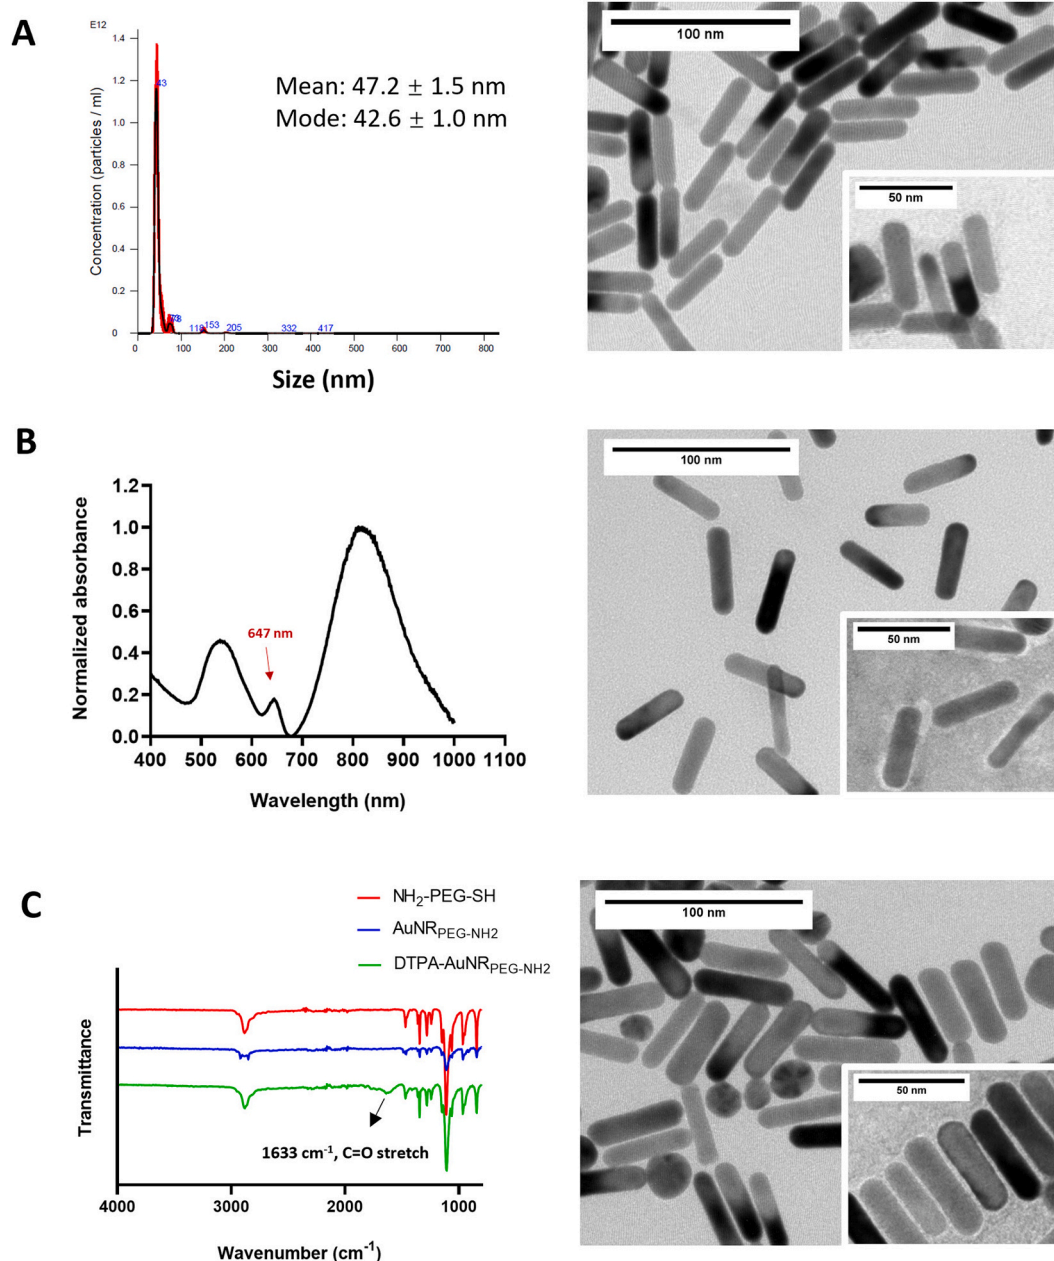 A
E12
1.4
1.2
1.0
0.8
0.6
0.4
0.2
0
Concentration (particles / ml)
43
118
153
205
332
417
0 100 200 300 400 500 600 700 800
Size (nm)
Mean: 47.2 ± 1.5 nm
Mode: 42.6 ± 1.0 nm
100 nm
50 nm
B
1.2
1.0
0.8
0.6
0.4
0.2
0.0
Normalized absorbance
647 nm
400 500 600 700 800 900 1000 1100
Wavelength (nm)
100 nm
50 nm
C
NH2-PEG-SH
AuNRPEG-NH2
DTPA-AuNRPEG-NH2
Transmittance
1633 cm-1, C=O stretch
4000 3000 2000 1000
Wavenumber (cm-1)
100 nm
50 nm